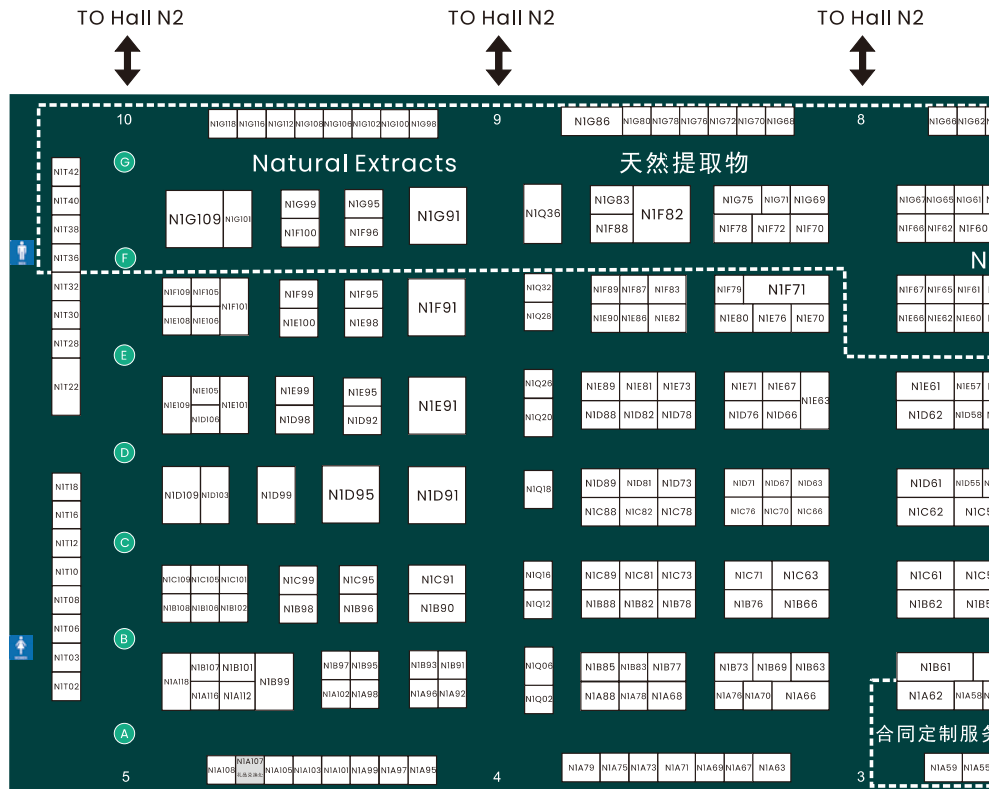 TO Hall N2 TO Hall N2 TO Hall N2
10 9 8
N1G118 N1G116 N1G112 N1G108 N1G106 N1G102 N1G100 N1G98 N1G86 N1G80 N1G78 N1G76 N1G72 N1G70 N1G68 N1G66 N1G62
G Natural Extracts 天然提取物
N1T42
N1T40
N1T38
N1T36
N1T32
N1T30
N1T28
N1T22
N1G109 N1G101 N1G99 N1G95 N1G91 N1Q36 N1G83 N1F82 N1G75 N1G71 N1G69 N1G67 N1G65 N1G61
N1F100 N1F96 N1F88 N1F78 N1F72 N1F70 N1F66 N1F62 N1F60
F N
N1F109 N1F105 N1F101 N1F99 N1F95 N1F91 N1Q32 N1F89 N1F87 N1F83 N1F79 N1F71 N1F67 N1F65 N1F61
N1E108 N1E106 N1E100 N1E98 N1Q28 N1E90 N1E86 N1E82 N1E80 N1E76 N1E70 N1E66 N1E62 N1E60
E
N1E109 N1E105 N1E101 N1E99 N1E95 N1E91 N1Q26 N1E89 N1E81 N1E73 N1E71 N1E67 N1E63 N1E61 N1E57
N1D106 N1D98 N1D92 N1Q20 N1D88 N1D82 N1D78 N1D76 N1D66 N1D62 N1D58
D
N1T18
N1T16
N1T12
N1T10
N1T08
N1T06
N1T03
N1T02
N1D109 N1D103 N1D99 N1D95 N1D91 N1Q18 N1D89 N1D81 N1D73 N1D71 N1D67 N1D63 N1D61 N1D55
N1C88 N1C82 N1C78 N1C76 N1C70 N1C66 N1C62 N1C5
C
N1C109 N1C105 N1C101 N1C99 N1C95 N1C91 N1Q16 N1C89 N1C81 N1C73 N1C71 N1C63 N1C61 N1C5
N1B108 N1B106 N1B102 N1B98 N1B96 N1B90 N1Q12 N1B88 N1B82 N1B78 N1B76 N1B66 N1B62 N1B5
B
N1A118 N1B107 N1B101 N1B99 N1B97 N1B95 N1B93 N1B91 N1Q06 N1B85 N1B83 N1B77 N1B73 N1B69 N1B63 N1B61
N1A116 N1A112 N1A102 N1A98 N1A96 N1A92 N1Q02 N1A88 N1A78 N1A68 N1A76 N1A70 N1A66 N1A62 N1A58
A 合同定制服务
N1A108 N1A107 N1A105 N1A103 N1A101 N1A99 N1A97 N1A95 N1A79 N1A75 N1A73 N1A71 N1A69 N1A67 N1A63 N1A59 N1A55
5 4 3